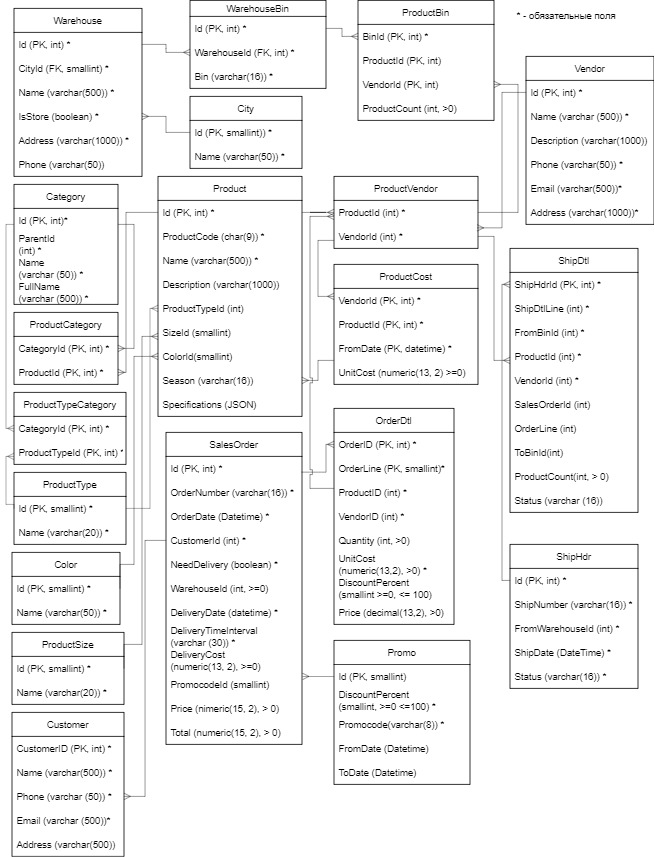 * - обязательные поля
Warehouse
Id (PK, int) *
CityId (FK, smallint) *
Name (varchar(500)) *
IsStore (boolean) *
Address (varchar(1000)) *
Phone (varchar(50))
WarehouseBin
Id (PK, int) *
WarehouseId (FK, int) *
Bin (varchar(16)) *
ProductBin
BinId (PK, int) *
ProductId (PK, int)
VendorId (PK, int)
ProductCount (int, >0)
Vendor
Id (PK, int) *
Name (varchar (500)) *
Description (varchar(1000))
Phone (varchar(50)) *
Email (varchar(500))*
Address (varchar(1000))*
City
Id (PK, smallint)) *
Name (varchar(50)) *
Category
Id (PK, int)*
ParentId
(int) *
Name
(varchar (50)) *
FullName
(varchar (500)) *
Product
Id (PK, int) *
ProductCode (char(9)) *
Name (varchar(500)) *
Description (varchar(1000))
ProductTypeId (int)
SizeId (smallint)
ColorId(smallint)
Season (varchar(16))
Specifications (JSON)
ProductVendor
ProductId (int) *
VendorId (int) *
ProductCost
VendorId (PK, int) *
ProductId (PK, int) *
FromDate (PK, datetime) *
UnitCost (numeric(13, 2) >=0)
ShipDtl
ShipHdrId (PK, int) *
ShipDtlLine (int) *
FromBinId (int) *
ProductId (int) *
VendorId (int) *
SalesOrderId (int)
OrderLine (int)
ToBinId(int)
ProductCount(int, > 0)
Status (varchar (16))
ProductCategory
CategoryId (PK, int) *
ProductId (PK, int) *
ProductTypeCategory
CategoryId (PK, int) *
ProductTypeId (PK, int) *
ProductType
Id (PK, smallint) *
Name (varchar(20)) *
Color
Id (PK, smallint) *
Name (varchar(50)) *
ProductSize
Id (PK, smallint) *
Name (varchar(20)) *
Customer
CustomerID (PK, int) *
Name (varchar(500)) *
Phone (varchar (50)) *
Email (varchar (500))*
Address (varchar(500))
SalesOrder
Id (PK, int) *
OrderNumber (varchar(16)) *
OrderDate (Datetime) *
CustomerId (int) *
NeedDelivery (boolean) *
WarehouseId (int, >=0)
DeliveryDate (datetime) *
DeliveryTimeInterval
(varchar (30)) *
DeliveryCost
(numeric (13, 2), >=0)
PromocodeId (smallint)
Price (nimeric(15, 2), > 0)
Total (numeric(15, 2), > 0)
OrderDtl
OrderID (PK, int) *
OrderLine (PK, smallint)*
ProductID (int) *
VendorID (int) *
Quantity (int, >0)
UnitCost
(numeric(13,2), >0) *
DiscountPercent
(smallint >=0, <= 100)
Price (decimal(13,2), >0)
Promo
Id (PK, smallint)
DiscountPercent
(smallint, >=0 <=100) *
Promocode(varchar(8)) *
FromDate (Datetime)
ToDate (Datetime)
ShipHdr
Id (PK, int) *
ShipNumber (varchar(16)) *
FromWarehouseId (int) *
ShipDate (DateTime) *
Status (varchar(16)) *